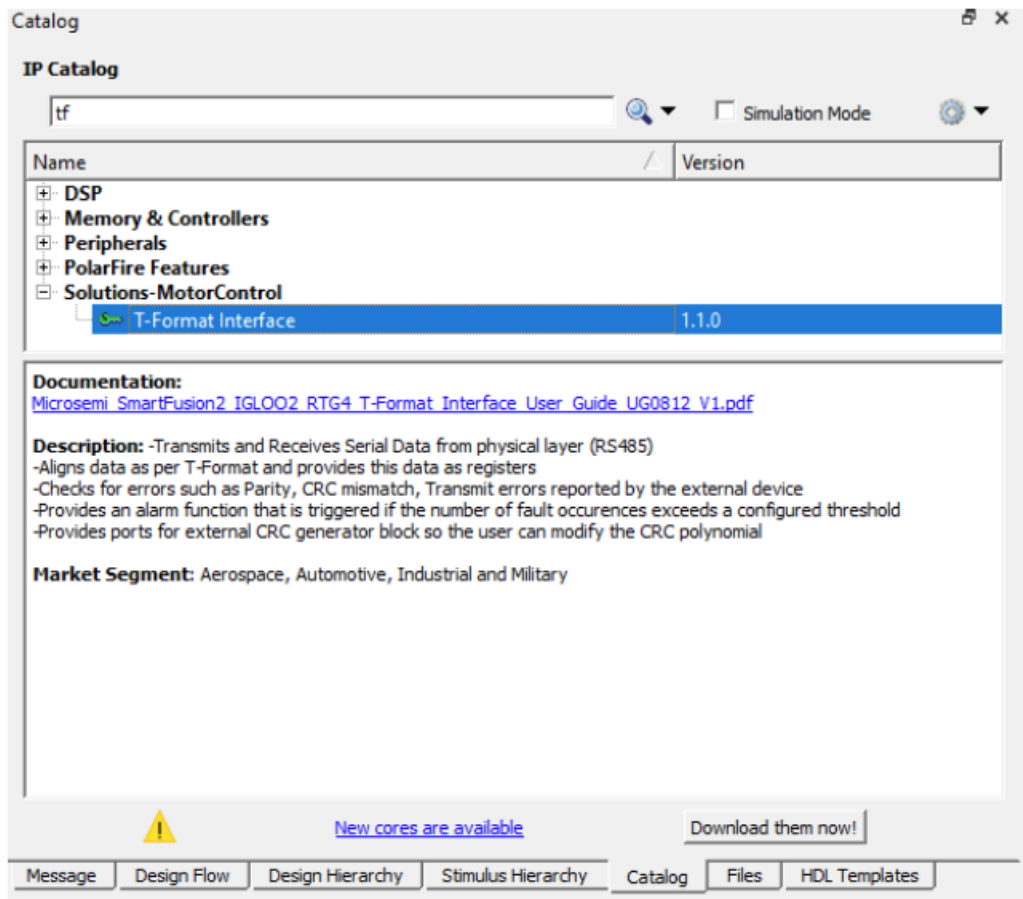 Catalog
IP Catalog
tf
Simulation Mode
Name Version
DSP
Memory & Controllers
Peripherals
PolarFire Features
Solutions-MotorControl
T-Format Interface 1.1.0
Documentation:
Microsemi_SmartFusion2_IGLOO2_RTG4_T-Format_Interface_User_Guide_UG0812_V1.pdf
Description: -Transmits and Receives Serial Data from physical layer (RS485)
-Aligns data as per T-Format and provides this data as registers
-Checks for errors such as Parity, CRC mismatch, Transmit errors reported by the external device
-Provides an alarm function that is triggered if the number of fault occurences exceeds a configured threshold
-Provides ports for external CRC generator block so the user can modify the CRC polynomial
Market Segment: Aerospace, Automotive, Industrial and Military
New cores are available Download them now!
Message Design Flow Design Hierarchy Stimulus Hierarchy Catalog Files HDL Templates